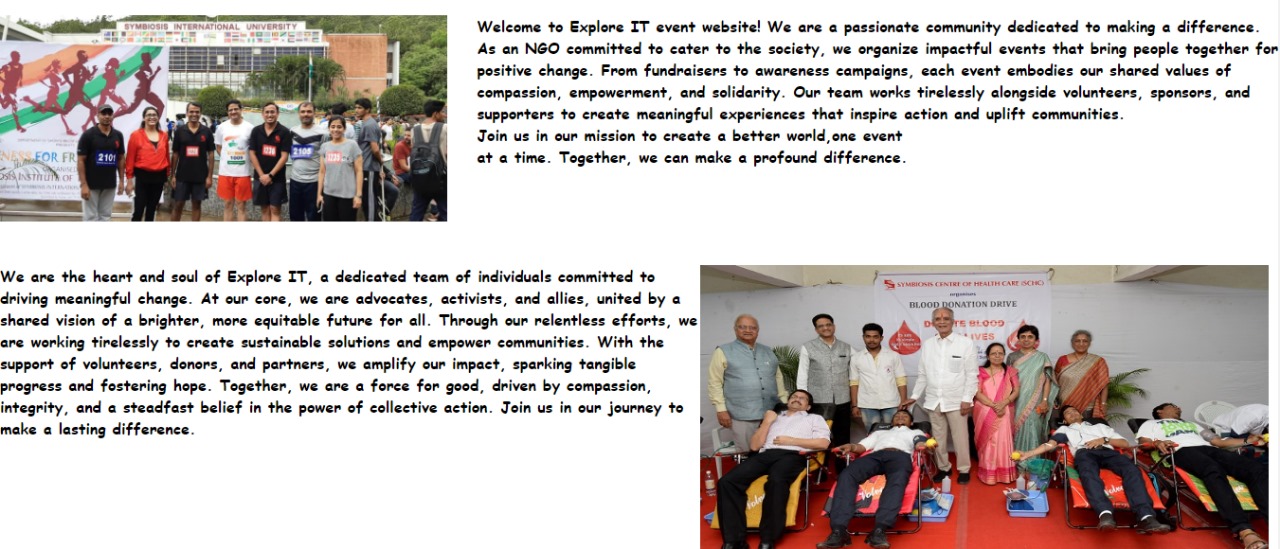 SYMBIOSIS INTERNATIONAL UNIVERSITY
NESS FOR FR
OSIS INSTITUTE OF
2101
1009
1236
2108
1235
Welcome to Explore IT event website! We are a passionate community dedicated to making a difference.
As an NGO committed to cater to the society, we organize impactful events that bring people together for
positive change. From fundraisers to awareness campaigns, each event embodies our shared values of
compassion, empowerment, and solidarity. Our team works tirelessly alongside volunteers, sponsors, and
supporters to create meaningful experiences that inspire action and uplift communities.
Join us in our mission to create a better world,one event
at a time. Together, we can make a profound difference.
We are the heart and soul of Explore IT, a dedicated team of individuals committed to
driving meaningful change. At our core, we are advocates, activists, and allies, united by a
shared vision of a brighter, more equitable future for all. Through our relentless efforts, we
are working tirelessly to create sustainable solutions and empower communities. With the
support of volunteers, donors, and partners, we amplify our impact, sparking tangible
progress and fostering hope. Together, we are a force for good, driven by compassion,
integrity, and a steadfast belief in the power of collective action. Join us in our journey to
make a lasting difference.
SYMBIOSIS CENTRE OF HEALTH CARE (SCHC)
organises
BLOOD DONATION DRIVE
BLOOD
LIVES